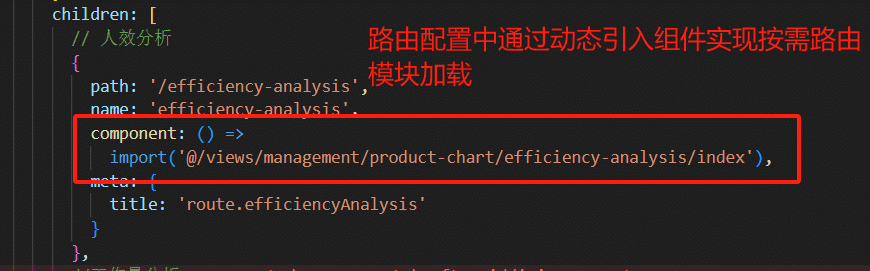 children: [
// 人效分析
路由配置中通过动态引入组件实现按需路由
模块加载
{
path: '/efficiency-analysis',
name: 'efficiency-analysis',
component: () =>
import('@/views/management/product-chart/efficiency-analysis/index'),
meta: {
title: 'route.efficiencyAnalysis'
}
},